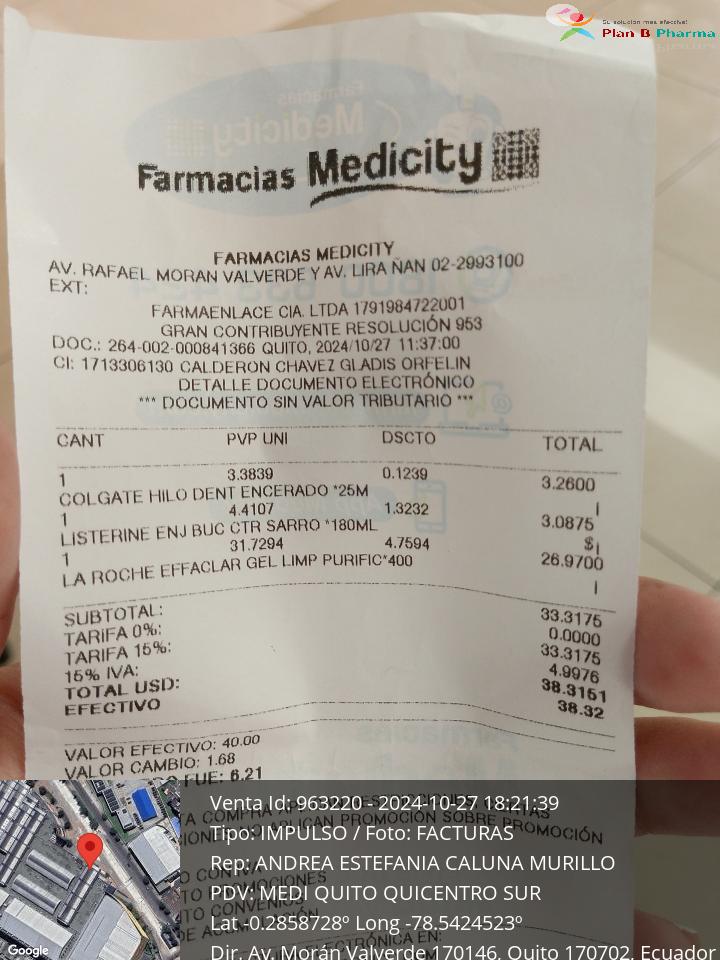 Su solución mas efectiva!
Plan B Pharma
Farmacias Medicity
FARMACIAS MEDICITY
AV. RAFAEL MORAN VALVERDE Y AV. LIRA ÑAN 02-2993100
EXT:
FARMAENLACE CIA. LTDA 1791984722001
GRAN CONTRIBUYENTE RESOLUCIÓN 953
DOC.: 264-002-000841366 QUITO, 2024/10/27 11:37:00
CI: 1713306130 CALDERON CHAVEZ GLADIS ORFELIN
DETALLE DOCUMENTO ELECTRÓNICO
*** DOCUMENTO SIN VALOR TRIBUTARIO ***
CANT PVP UNI DSCTO TOTAL
1 3.3839 0.1239 3.2600
COLGATE HILO DENT ENCERADO *25M I
1 4.4107 1.3232 3.0875
LISTERINE ENJ BUC CTR SARRO *180ML $I
1 31.7294 4.7594 26.9700
LA ROCHE EFFACLAR GEL LIMP PURIFIC*400 I
SUBTOTAL: 33.3175
TARIFA 0%: 0.0000
TARIFA 15%: 33.3175
15% IVA: 4.9976
TOTAL USD: 38.3151
EFECTIVO 38.32
VALOR EFECTIVO: 40.00
VALOR CAMBIO: 1.68
FUE: 6.21
Venta Id: 963220 - 2024-10-27 18:21:39
Tipo: IMPULSO / Foto: FACTURAS
Rep: ANDREA ESTEFANIA CALUNA MURILLO
PDV: MEDI QUITO QUICENTRO SUR
Lat -0.2858728º Long -78.5424523º
Dir. Av. Morán Valverde 170146, Quito 170702, Ecuador
Google